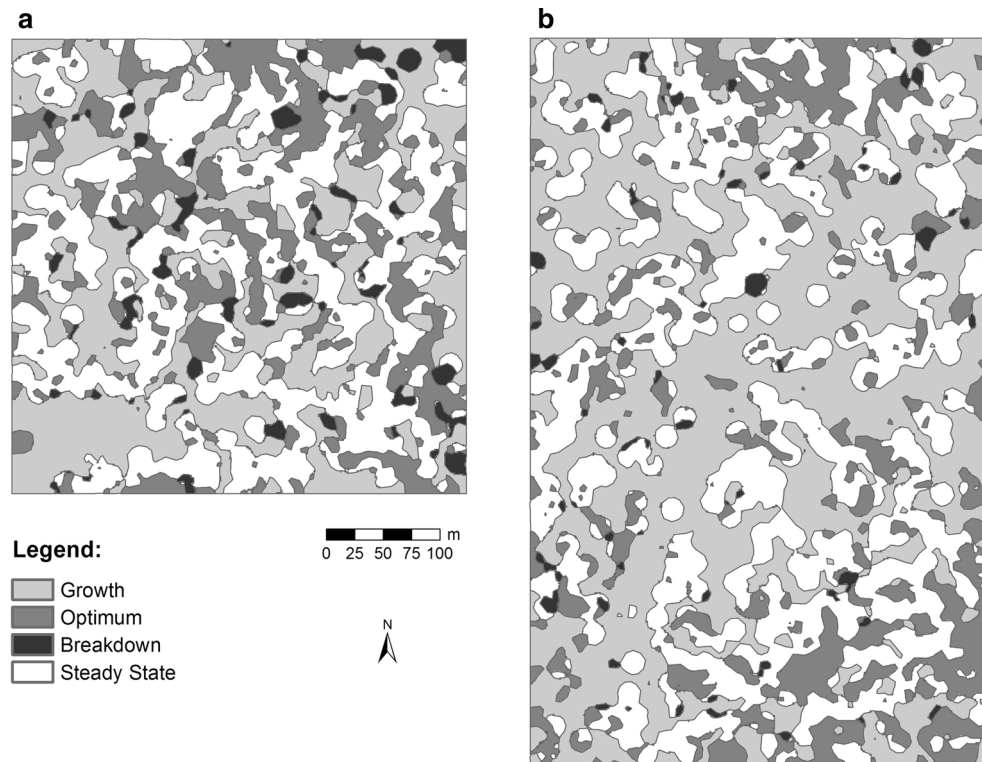 a
b
m
0 25 50 75 100
Legend:
Growth
Optimum
Breakdown
Steady State
N